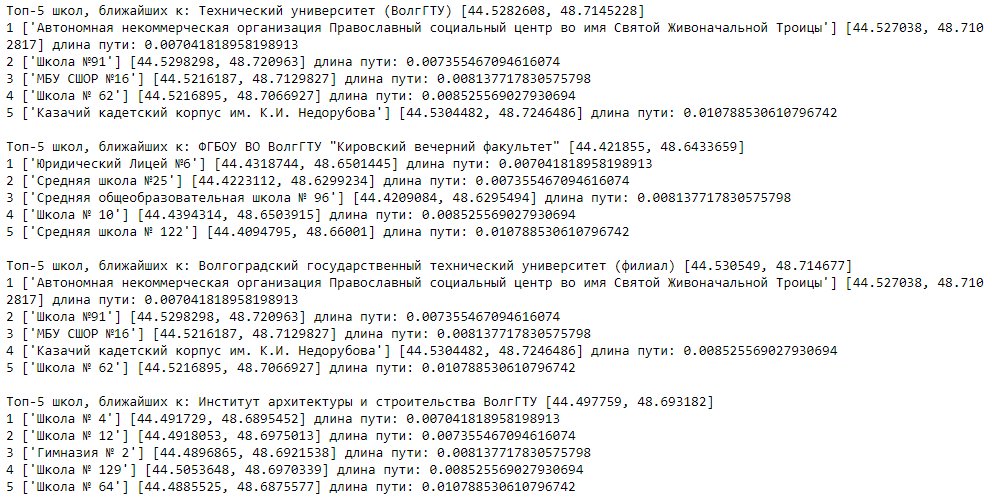 Топ-5 школ, ближайших к: Технический университет (ВолгГТУ) [44.5282608, 48.7145228]
1 ['Автономная некоммерческая организация Православный социальный центр во имя Святой Живоначальной Троицы'] [44.527038, 48.710
2817] длина пути: 0.007041818958198913
2 ['Школа №91'] [44.5298298, 48.720963] длина пути: 0.007355467094616074
3 ['МБУ СШОР №16'] [44.5216187, 48.7129827] длина пути: 0.008137717830575798
4 ['Школа № 62'] [44.5216895, 48.7066927] длина пути: 0.008525569027930694
5 ['Казачий кадетский корпус им. К.И. Недорубова'] [44.5304482, 48.7246486] длина пути: 0.010788530610796742
Топ-5 школ, ближайших к: ФГБОУ ВО ВолгГТУ "Кировский вечерний факультет" [44.421855, 48.6433659]
1 ['Юридический Лицей №6'] [44.4318744, 48.6501445] длина пути: 0.007041818958198913
2 ['Средняя школа №25'] [44.4223112, 48.6299234] длина пути: 0.007355467094616074
3 ['Средняя общеобразовательная школа № 96'] [44.4209084, 48.6295494] длина пути: 0.008137717830575798
4 ['Школа № 10'] [44.4394314, 48.6503915] длина пути: 0.008525569027930694
5 ['Средняя школа № 122'] [44.4094795, 48.66001] длина пути: 0.010788530610796742
Топ-5 школ, ближайших к: Волгоградский государственный технический университет (филиал) [44.530549, 48.714677]
1 ['Автономная некоммерческая организация Православный социальный центр во имя Святой Живоначальной Троицы'] [44.527038, 48.710
2817] длина пути: 0.007041818958198913
2 ['Школа №91'] [44.5298298, 48.720963] длина пути: 0.007355467094616074
3 ['МБУ СШОР №16'] [44.5216187, 48.7129827] длина пути: 0.008137717830575798
4 ['Казачий кадетский корпус им. К.И. Недорубова'] [44.5304482, 48.7246486] длина пути: 0.008525569027930694
5 ['Школа № 62'] [44.5216895, 48.7066927] длина пути: 0.010788530610796742
Топ-5 школ, ближайших к: Институт архитектуры и строительства ВолгГТУ [44.497759, 48.693182]
1 ['Школа № 4'] [44.491729, 48.6895452] длина пути: 0.007041818958198913
2 ['Школа № 12'] [44.4918053, 48.6975013] длина пути: 0.007355467094616074
3 ['Гимназия № 2'] [44.4896865, 48.6921538] длина пути: 0.008137717830575798
4 ['Школа № 129'] [44.5053648, 48.6970339] длина пути: 0.008525569027930694
5 ['Школа № 64'] [44.4885525, 48.6875577] длина пути: 0.010788530610796742